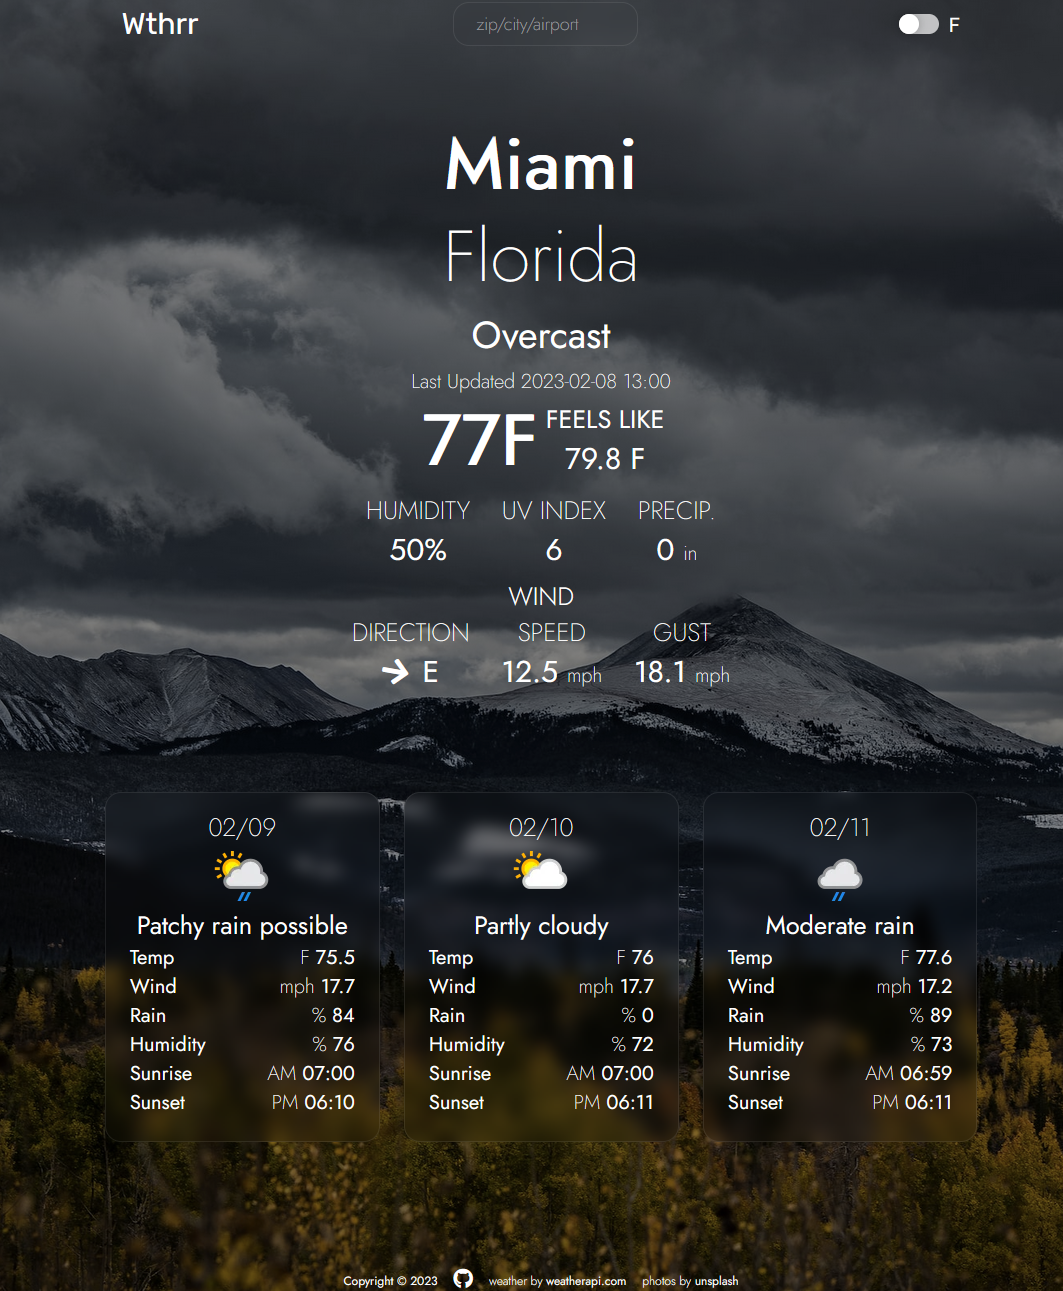 Wthrr
zip/city/airport
F
Miami
Florida
Overcast
Last Updated 2023-02-08 13:00
77F FEELS LIKE
79.8 F
HUMIDITY UV INDEX PRECIP.
50% 6 0 in
WIND
DIRECTION SPEED GUST
E 12.5 mph 18.1 mph
02/09
Patchy rain possible
Temp F 75.5
Wind mph 17.7
Rain % 84
Humidity % 76
Sunrise AM 07:00
Sunset PM 06:10
02/10
Partly cloudy
Temp F 76
Wind mph 17.7
Rain % 0
Humidity % 72
Sunrise AM 07:00
Sunset PM 06:11
02/11
Moderate rain
Temp F 77.6
Wind mph 17.2
Rain % 89
Humidity % 73
Sunrise AM 06:59
Sunset PM 06:11
Copyright © 2023 weather by weatherapi.com photos by unsplash